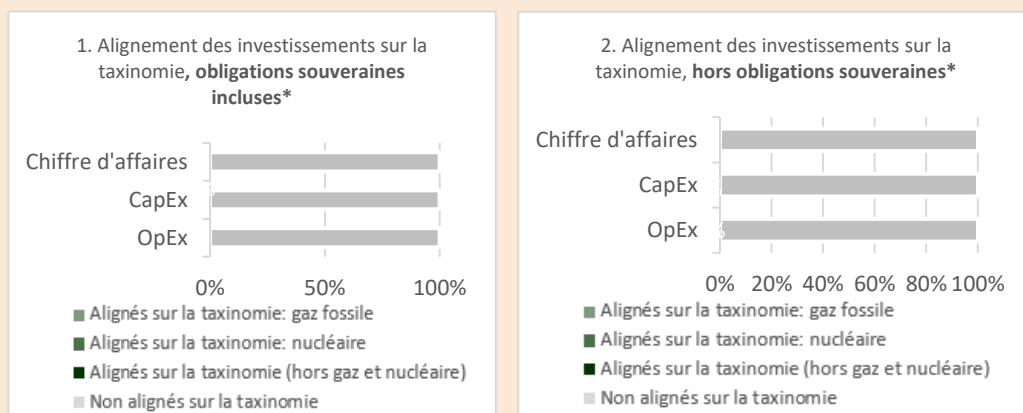 1. Alignement des investissements sur la
taxinomie, obligations souveraines
incluses*
Chiffre d'affaires
CapEx
OpEx
0% 50% 100%
Alignés sur la taxinomie: gaz fossile
Alignés sur la taxinomie: nucléaire
Alignés sur la taxinomie (hors gaz et nucléaire)
Non alignés sur la taxinomie
2. Alignement des investissements sur la
taxinomie, hors obligations souveraines*
Chiffre d'affaires
CapEx
OpEx
0% 20% 40% 60% 80% 100%
Alignés sur la taxinomie: gaz fossile
Alignés sur la taxinomie: nucléaire
Alignés sur la taxinomie (hors gaz et nucléaire)
Non alignés sur la taxinomie